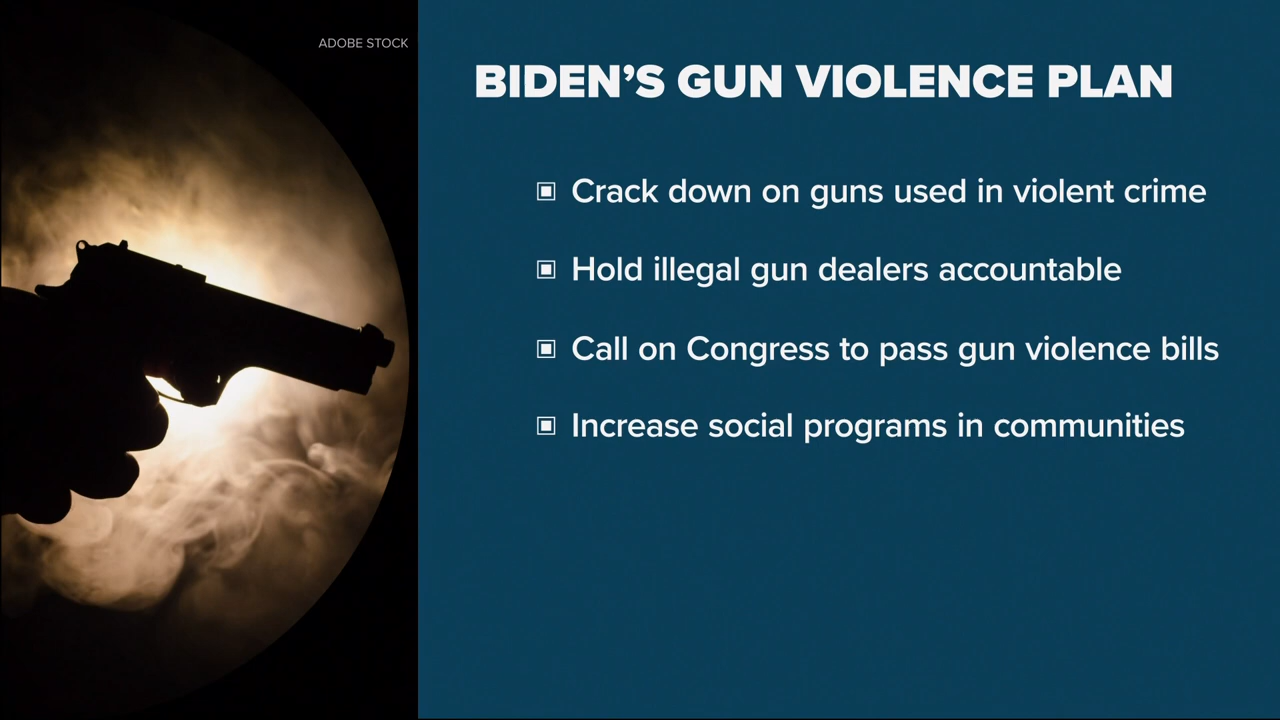 ADOBE STOCK
BIDEN’S GUN VIOLENCE PLAN
Crack down on guns used in violent crime
Hold illegal gun dealers accountable
Call on Congress to pass gun violence bills
Increase social programs in communities